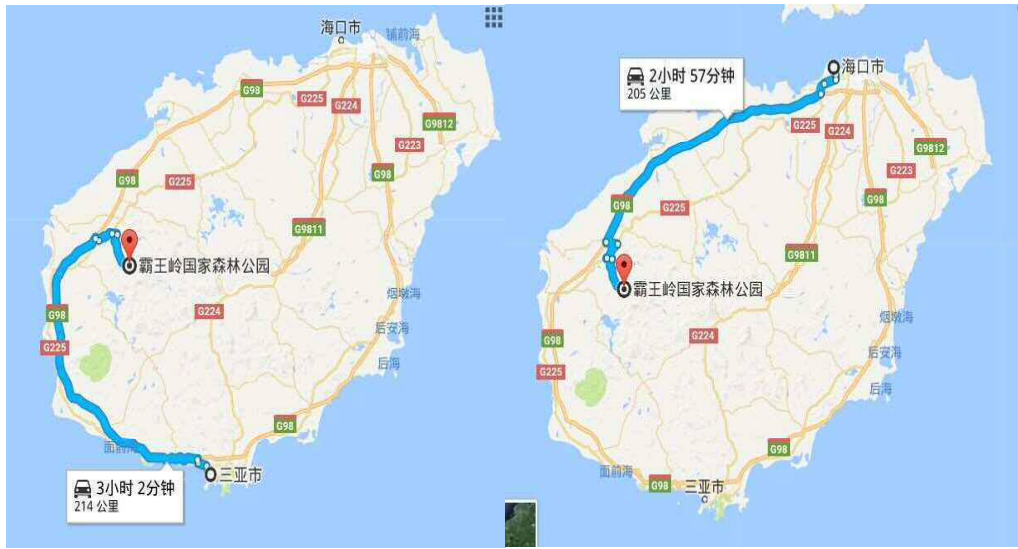 海口市
铺前海
G98
G225
G224
G9812
G223
G98
G98
G225
G9811
霸王岭国家森林公园
烟墩海
G98
G224
后安海
G225
后海
G98
面前海
三亚市
3小时 2分钟
214 公里
海口市
2小时 57分钟
205 公里
G225
G224
G9812
G223
G98
G98
G225
G9811
霸王岭国家森林公园
烟墩海
G98
G224
后安海
G225
后海
G98
面前海
G98
三亚市